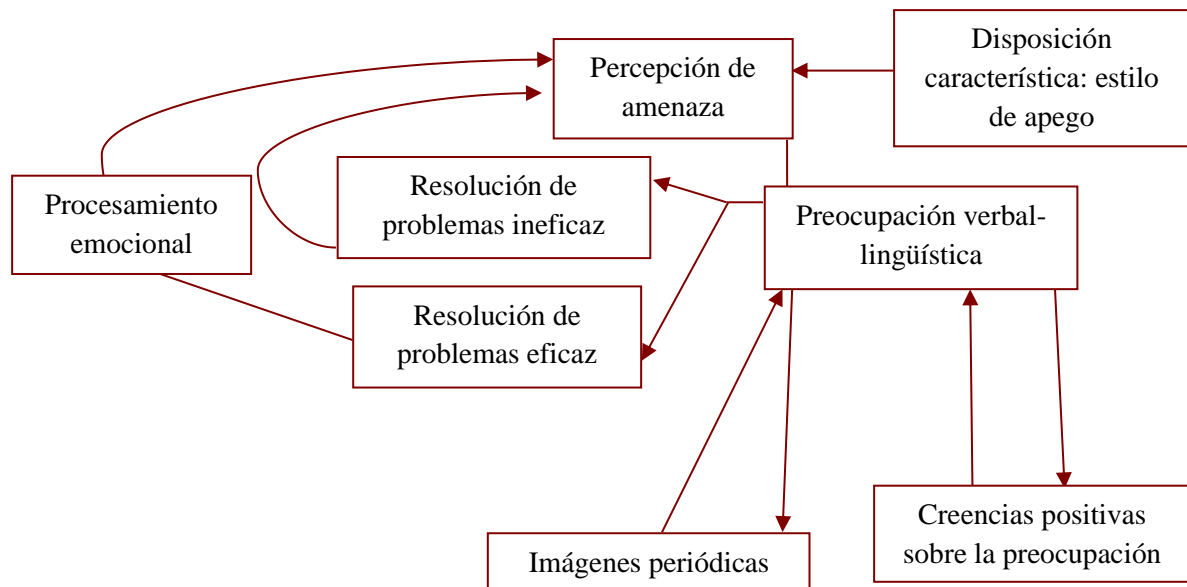 Percepción de
amenaza
Disposición
característica: estilo
de apego
Resolución de
problemas ineficaz
Procesamiento
emocional
Preocupación verbal-
lingüística
Resolución de
problemas eficaz
Imágenes periódicas
Creencias positivas
sobre la preocupación